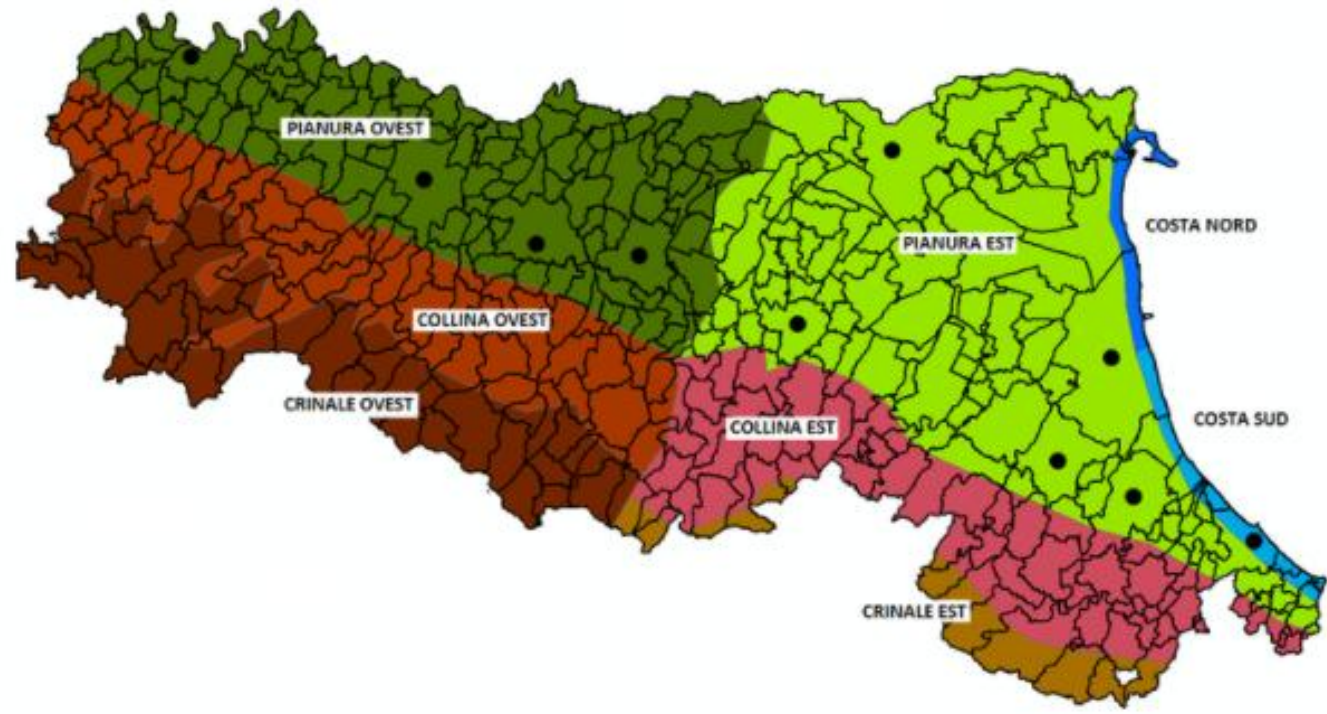 PIANURA OVEST
COSTA NORD
PIANURA EST
COLLINA OVEST
CRINALE OVEST
COSTA SUD
COLLINA EST
CRINALE EST